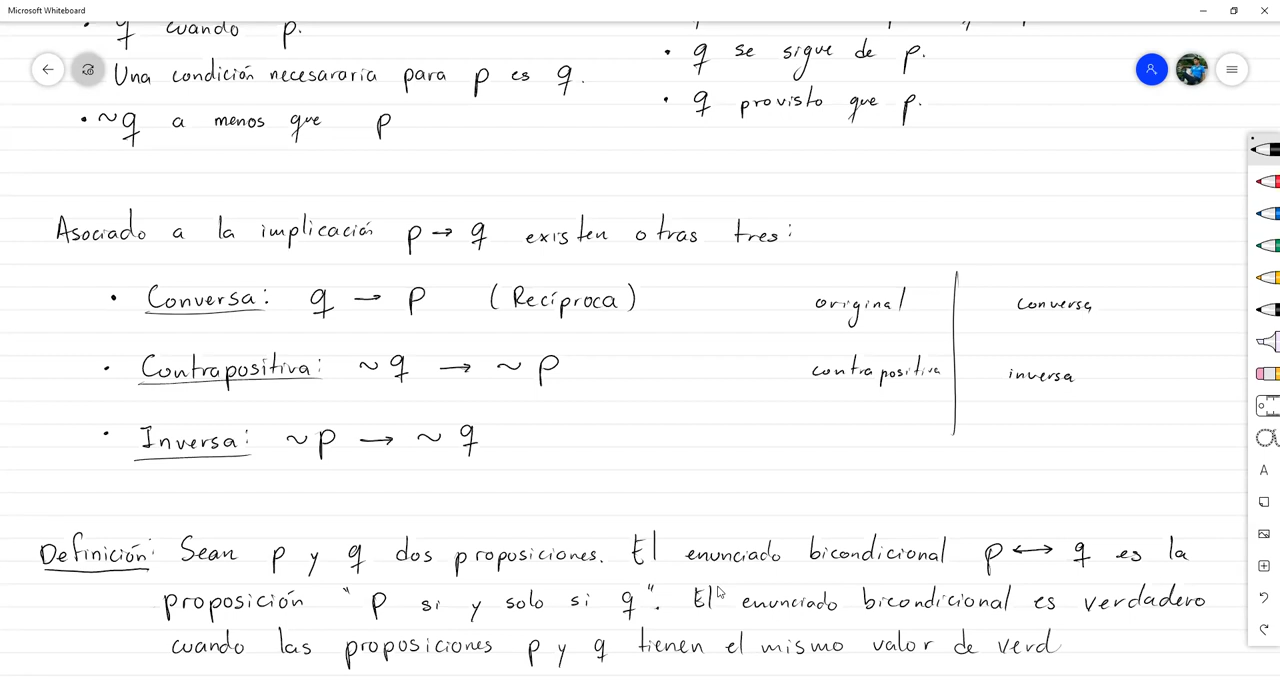 Microsoft Whiteboard
• q cuando p.
Una condición necesararia para p es q.
• ~q a menos que p
• q se sigue de p.
• q provisto que p.
Asociado a la implicación p → q existen otras tres:
• Conversa: q → p (Recíproca)
• Contrapositiva: ~q → ~p
• Inversa: ~p → ~q
original conversa
contrapositiva inversa
Definición: Sean p y q dos proposiciones. El enunciado bicondicional p ↔ q es la
proposición "p si y solo si q". El enunciado bicondicional es verdadero
cuando las proposiciones p y q tienen el mismo valor de verd
A